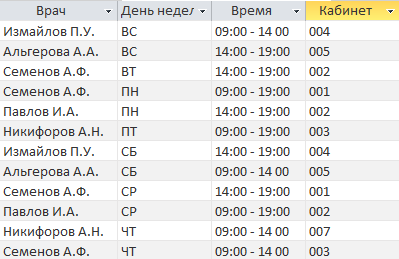 Врач День недел Время Кабинет
Измайлов П.У. ВС 09:00 - 14 00 004
Альгерова А.А. ВС 14:00 - 19:00 005
Семенов А.Ф. ВТ 14:00 - 19:00 002
Семенов А.Ф. ПН 09:00 - 19:00 001
Павлов И.А. ПН 14:00 - 19:00 002
Никифоров А.Н. ПТ 09:00 - 19:00 003
Измайлов П.У. СБ 14:00 - 19:00 004
Альгерова А.А. СБ 09:00 - 14 00 005
Семенов А.Ф. СР 14:00 - 19:00 001
Павлов И.А. СР 09:00 - 19:00 002
Никифоров А.Н. ЧТ 09:00 - 14 00 007
Семенов А.Ф. ЧТ 09:00 - 14 00 003